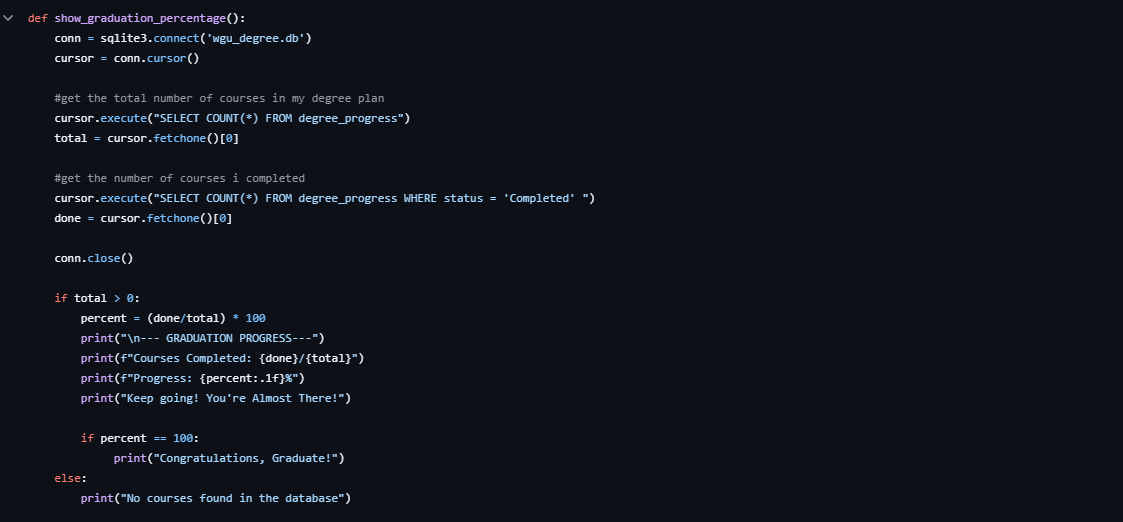 def show_graduation_percentage():
    conn = sqlite3.connect('wgu_degree.db')
    cursor = conn.cursor()

    #get the total number of courses in my degree plan
    cursor.execute("SELECT COUNT(*) FROM degree_progress")
    total = cursor.fetchone()[0]

    #get the number of courses i completed
    cursor.execute("SELECT COUNT(*) FROM degree_progress WHERE status = 'Completed' ")
    done = cursor.fetchone()[0]

    conn.close()

    if total > 0:
        percent = (done/total) * 100
        print("\n--- GRADUATION PROGRESS---")
        print(f"Courses Completed: {done}/{total}")
        print(f"Progress: {percent:.1f}%")
        print("Keep going! You're Almost There!")

        if percent == 100:
             print("Congratulations, Graduate!")
    else:
        print("No courses found in the database")